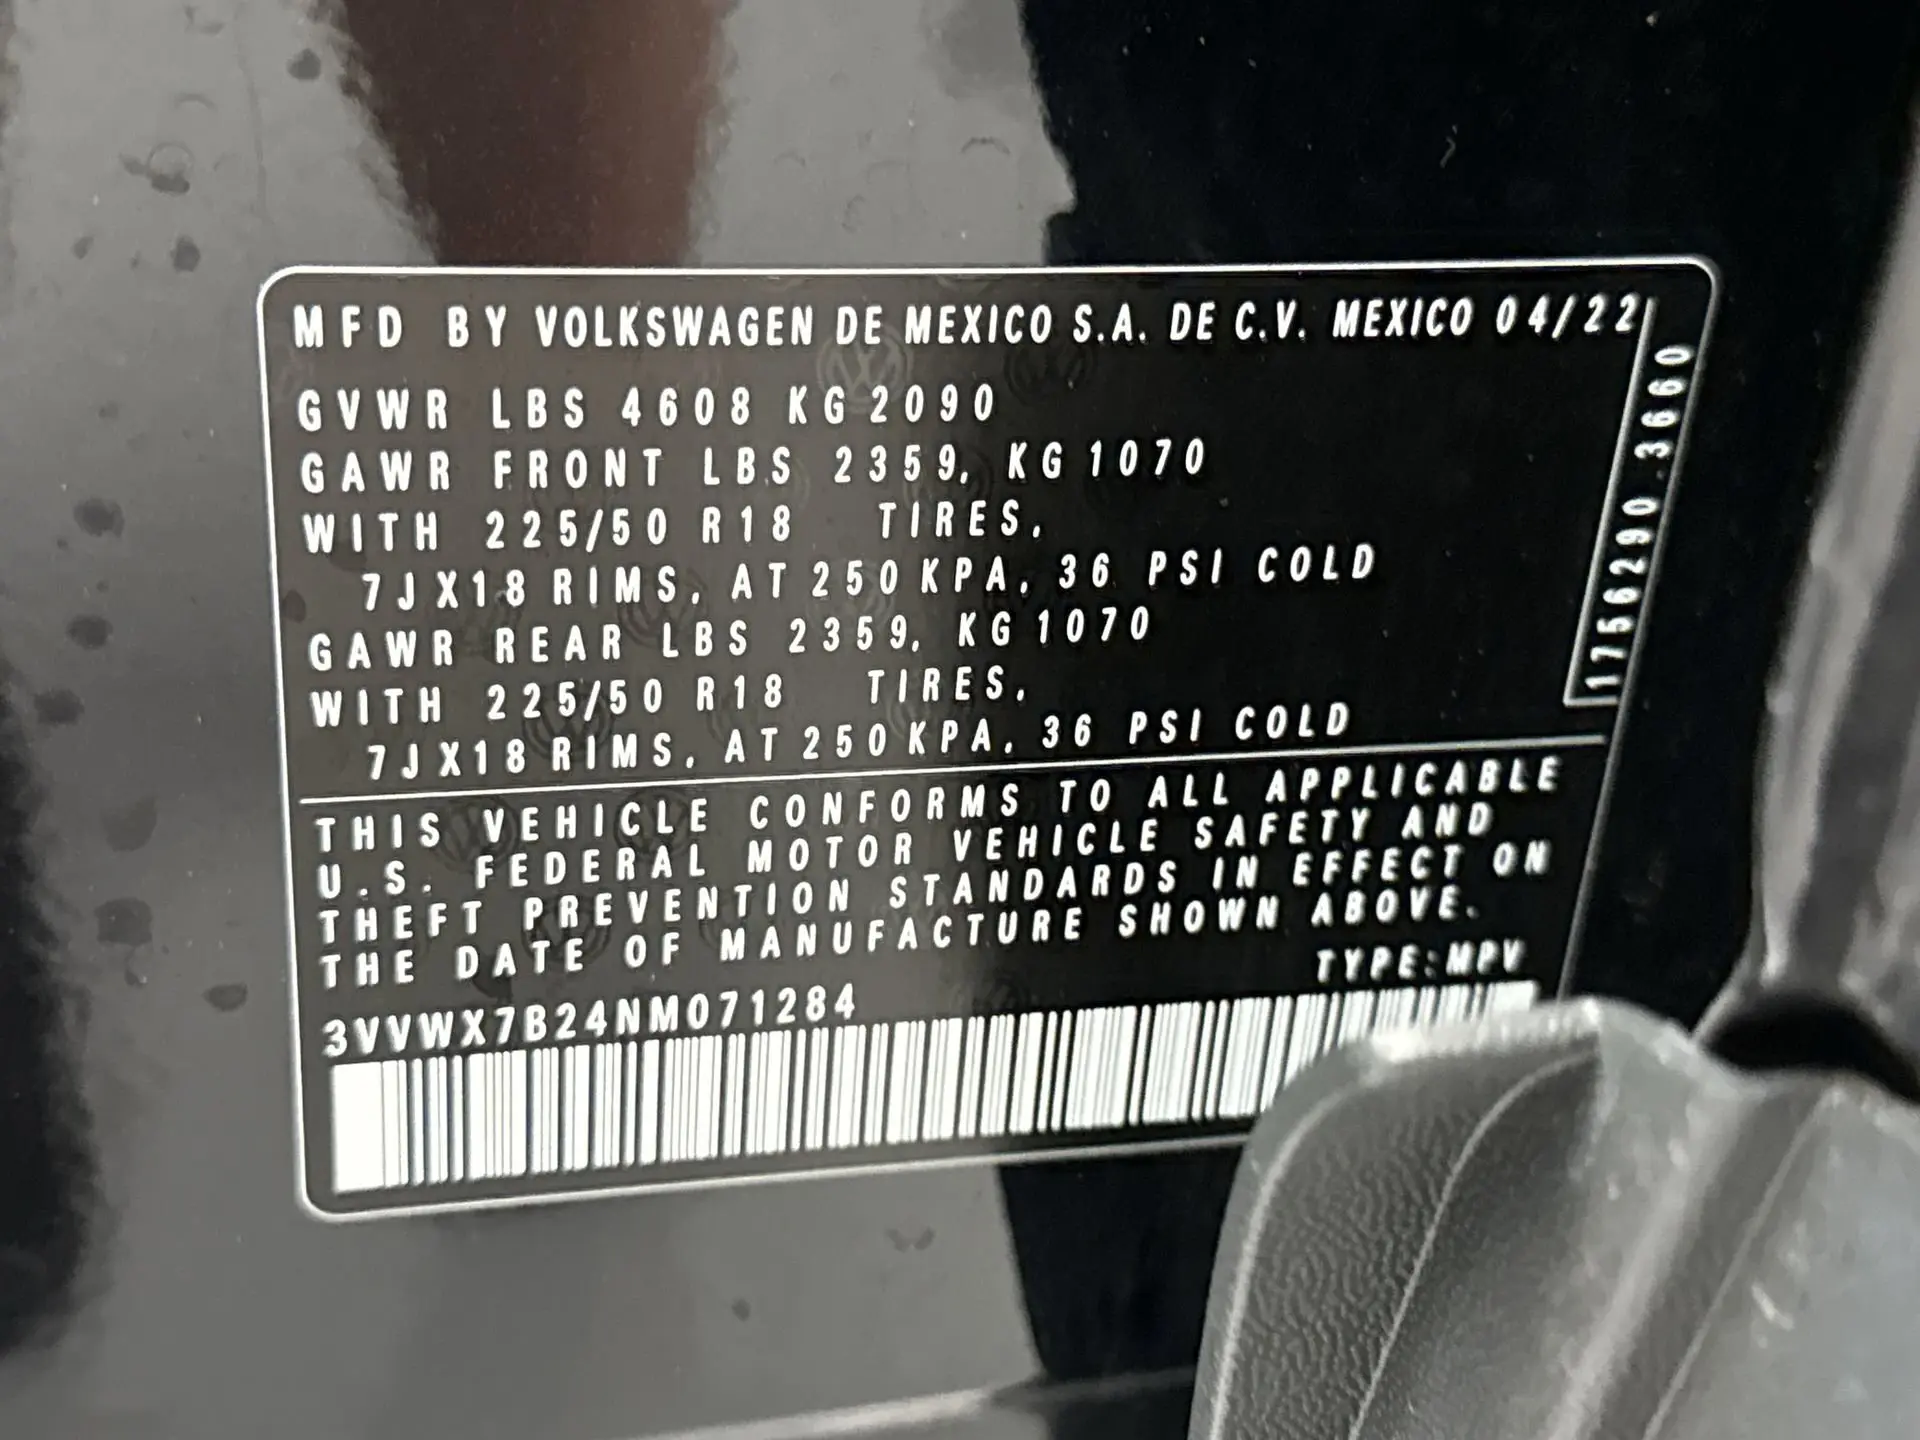 MFD BY VOLKSWAGEN DE MEXICO S.A. DE C.V. MEXICO 04/22
GVWR LBS 4608 KG 2090
GAWR FRONT LBS 2359, KG 1070
WITH 225/50 R18 TIRES,
7JX18 RIMS, AT 250 KPA, 36 PSI COLD
GAWR REAR LBS 2359, KG 1070
WITH 225/50 R18 TIRES,
7JX18 RIMS, AT 250 KPA, 36 PSI COLD
1756290.3660
THIS VEHICLE CONFORMS TO ALL APPLICABLE
U.S. FEDERAL MOTOR VEHICLE SAFETY AND
THEFT PREVENTION STANDARDS IN EFFECT ON
THE DATE OF MANUFACTURE SHOWN ABOVE.
TYPE:MPV
3VVWX7B24NM071284